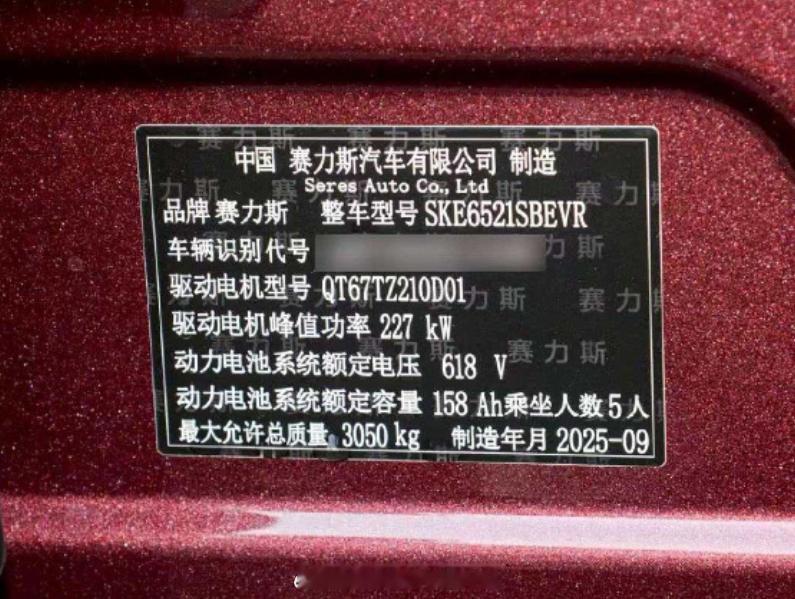 中国 赛力斯汽车有限公司 制造
Seres Auto Co., Ltd
品牌 赛力斯 整车型号 SKE6521SBEVR
车辆识别代号
驱动电机型号 QT67TZ210D01
驱动电机峰值功率 227 kW
动力电池系统额定电压 618 V
动力电池系统额定容量 158 Ah 乘坐人数 5 人
最大允许总质量 3050 kg 制造年月 2025-09